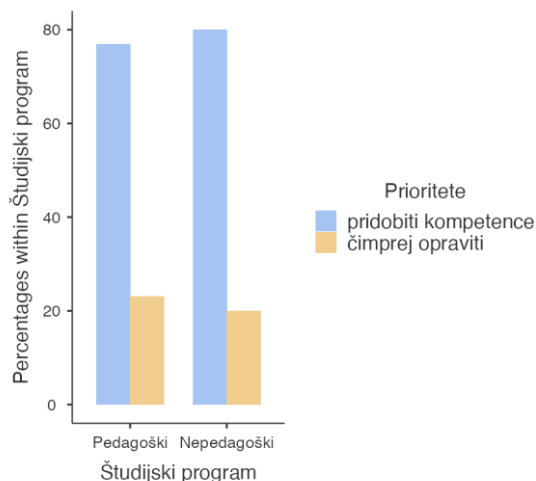 Percentages within Študijski program
80
60
40
20
0
Pedagoški Nepedagoški
Študijski program
Prioritete
pridobiti kompetence
čimprej opraviti